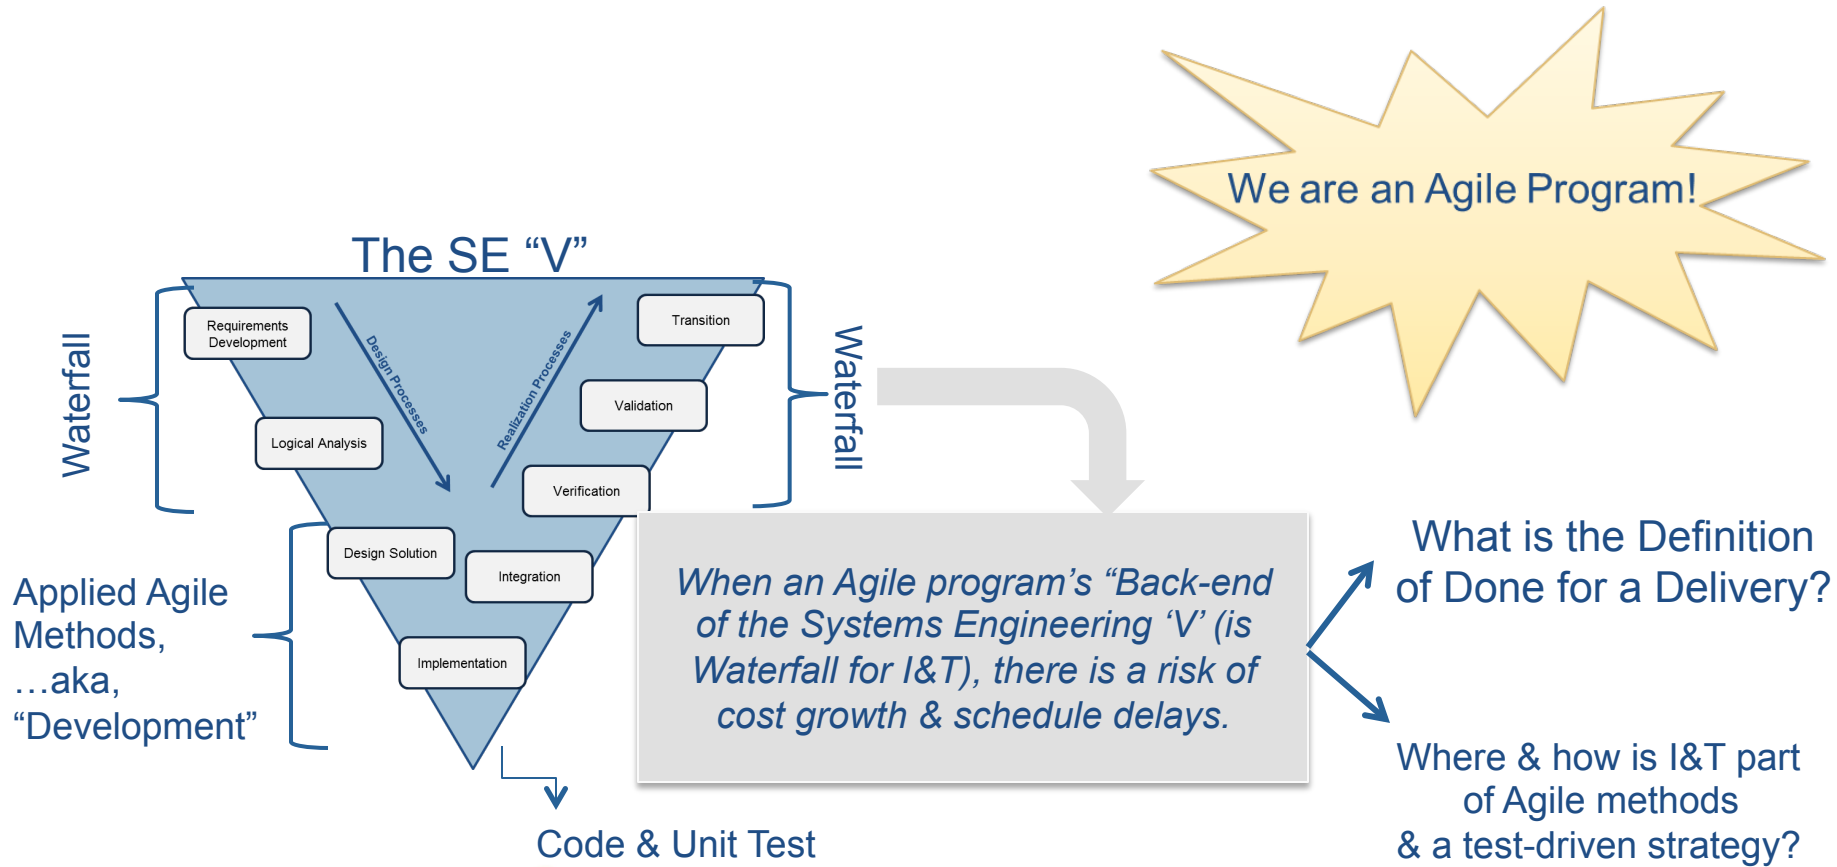 We are an Agile Program!
The SE “V”
Waterfall
Requirements
Development
Logical Analysis
Design Processes
Realization Processes
Transition
Validation
Verification
Waterfall
Applied Agile
Methods,
…aka,
“Development”
Design Solution
Integration
Implementation
Code & Unit Test
When an Agile program’s “Back-end
of the Systems Engineering ‘V’ (is
Waterfall for I&T), there is a risk of
cost growth & schedule delays.
What is the Definition
of Done for a Delivery?
Where & how is I&T part
of Agile methods
& a test-driven strategy?